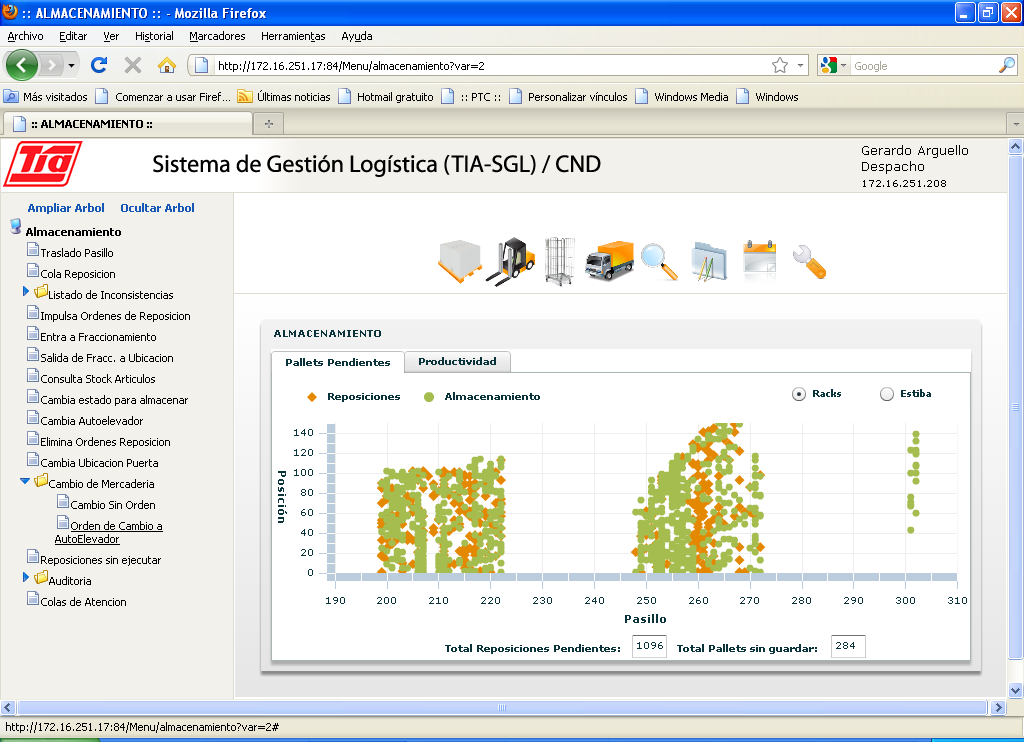 :: ALMACENAMIENTO :: - Mozilla Firefox
Archivo Editar Ver Historial Marcadores Herramientas Ayuda
http://172.16.251.17:84/Menu/almacenamiento?var=2
Google
Más visitados Comenzar a usar Firef... Últimas noticias Hotmail gratuito :: PTC :: Personalizar vínculos Windows Media Windows
:: ALMACENAMIENTO ::
Tia
Sistema de Gestión Logística (TIA-SGL) / CND
Gerardo Arguello
Despacho
172.16.251.208
Ampliar Arbol Ocultar Arbol
Almacenamiento
Traslado Pasillo
Cola Reposicion
Listado de Inconsistencias
Impulsa Ordenes de Reposicion
Entra a Fraccionamiento
Salida de Fracc. a Ubicacion
Consulta Stock Articulos
Cambia estado para almacenar
Cambia Autoelevador
Elimina Ordenes Reposicion
Cambia Ubicacion Puerta
Cambio de Mercaderia
Cambio Sin Orden
Orden de Cambio a
AutoElevador
Reposiciones sin ejecutar
Auditoria
Colas de Atencion
ALMACENAMIENTO
Pallets Pendientes Productividad
Reposiciones Almacenamiento Racks Estiba
Posición
140
120
100
80
60
40
20
0
190 200 210 220 230 240 250 260 270 280 290 300 310
Pasillo
Total Reposiciones Pendientes: 1096 Total Pallets sin guardar: 284
http://172.16.251.17:84/Menu/almacenamiento?var=2#